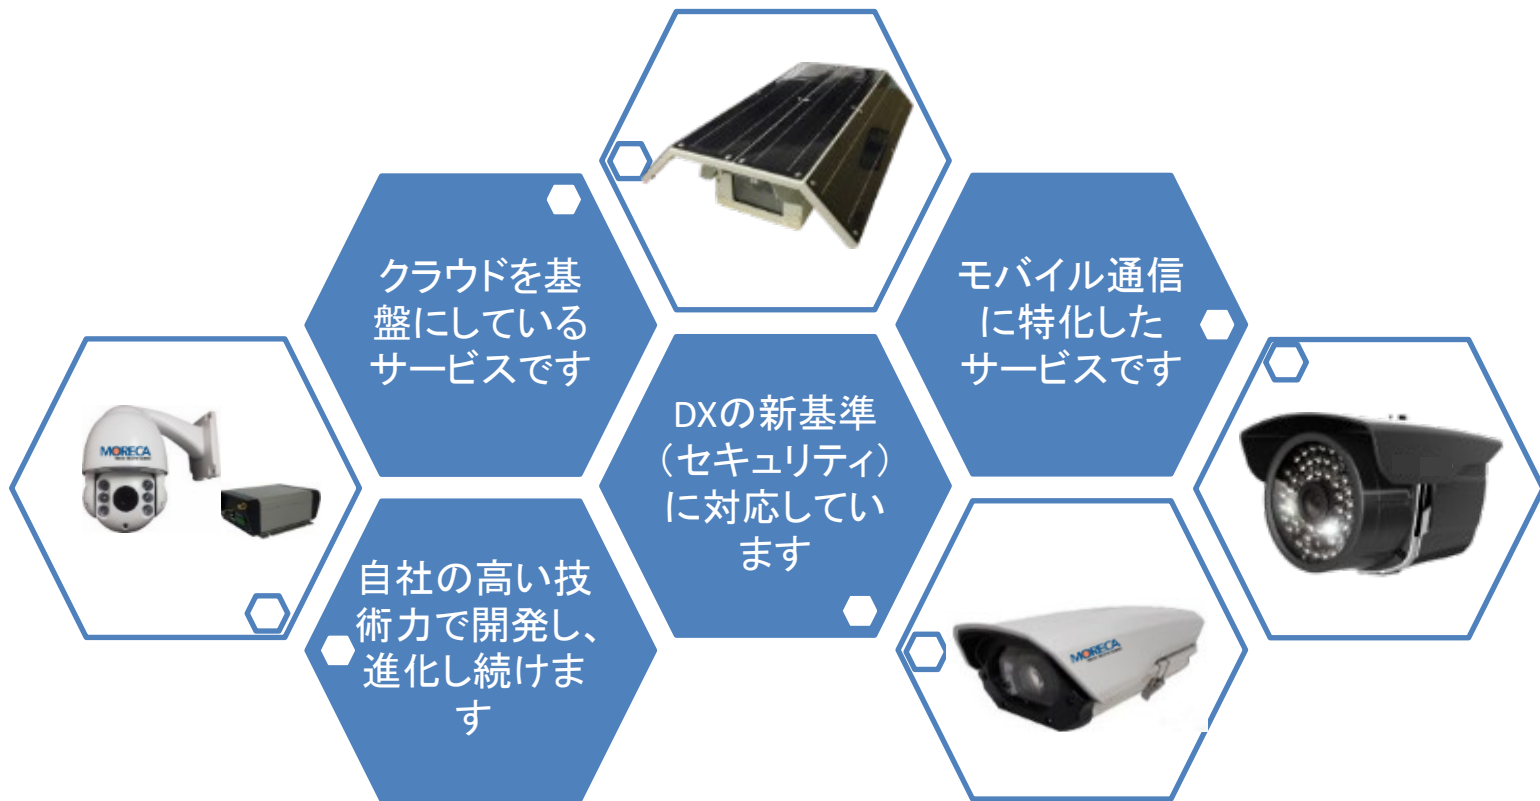 クラウドを基
盤にしている
サービスです
モバイル通信
に特化した
サービスです
DXの新基準
（セキュリティ）
に対応してい
ます
MORECA
自社の高い技
術力で開発し、
進化し続けま
す
MORECA